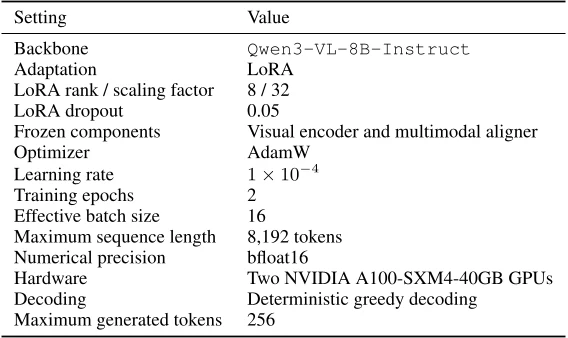 Setting Value
Backbone Qwen3-VL-8B-Instruct
Adaptation LoRA
LoRA rank / scaling factor 8 / 32
LoRA dropout 0.05
Frozen components Visual encoder and multimodal aligner
Optimizer AdamW
Learning rate 1 × 10⁻⁴
Training epochs 2
Effective batch size 16
Maximum sequence length 8,192 tokens
Numerical precision bfloat16
Hardware Two NVIDIA A100-SXM4-40GB GPUs
Decoding Deterministic greedy decoding
Maximum generated tokens 256